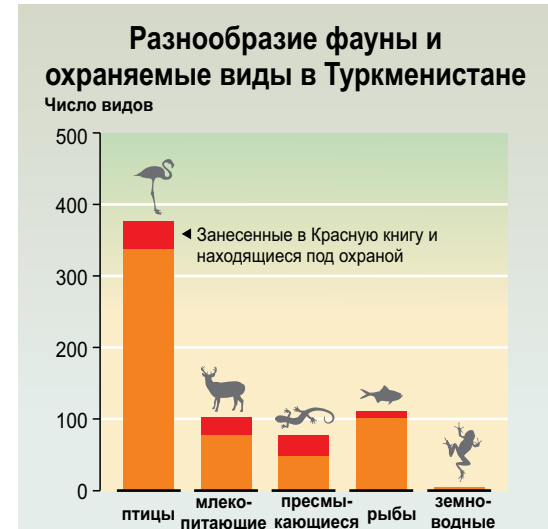 Разнообразие фауны и
охраняемые виды в Туркменистане
Число видов
500
400
300
200
100
0
Занесенные в Красную книгу и
находящиеся под охраной
птицы
млеко-
питающие
пресмы-
кающиеся
рыбы
земно-
водные